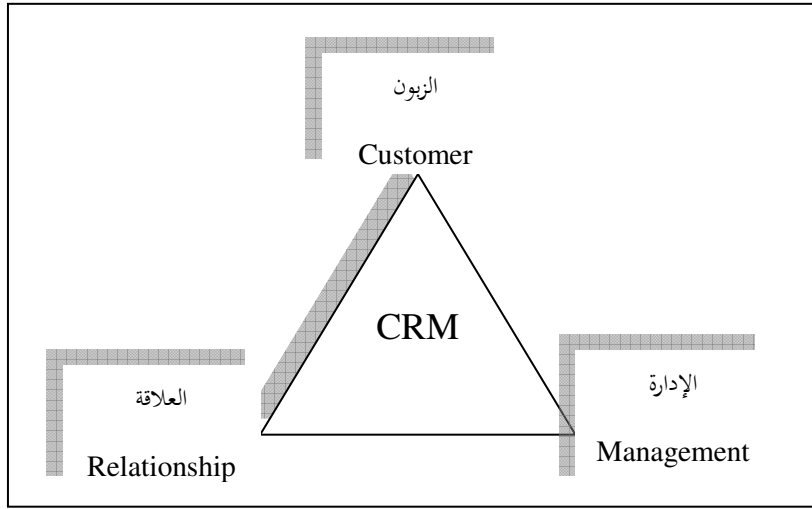 الزبون
Customer
CRM
العلاقة
Relationship
الإدارة
Management